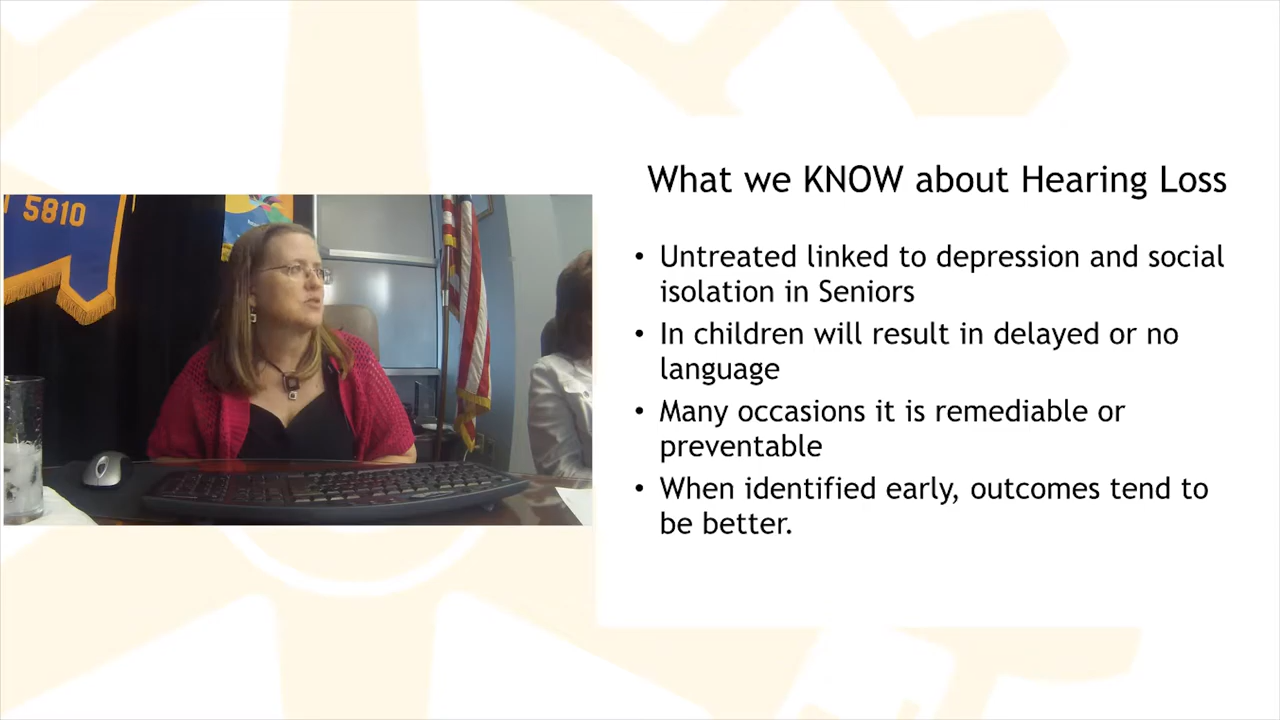 5810
What we KNOW about Hearing Loss
• Untreated linked to depression and social
isolation in Seniors
• In children will result in delayed or no
language
• Many occasions it is remediable or
preventable
• When identified early, outcomes tend to
be better.